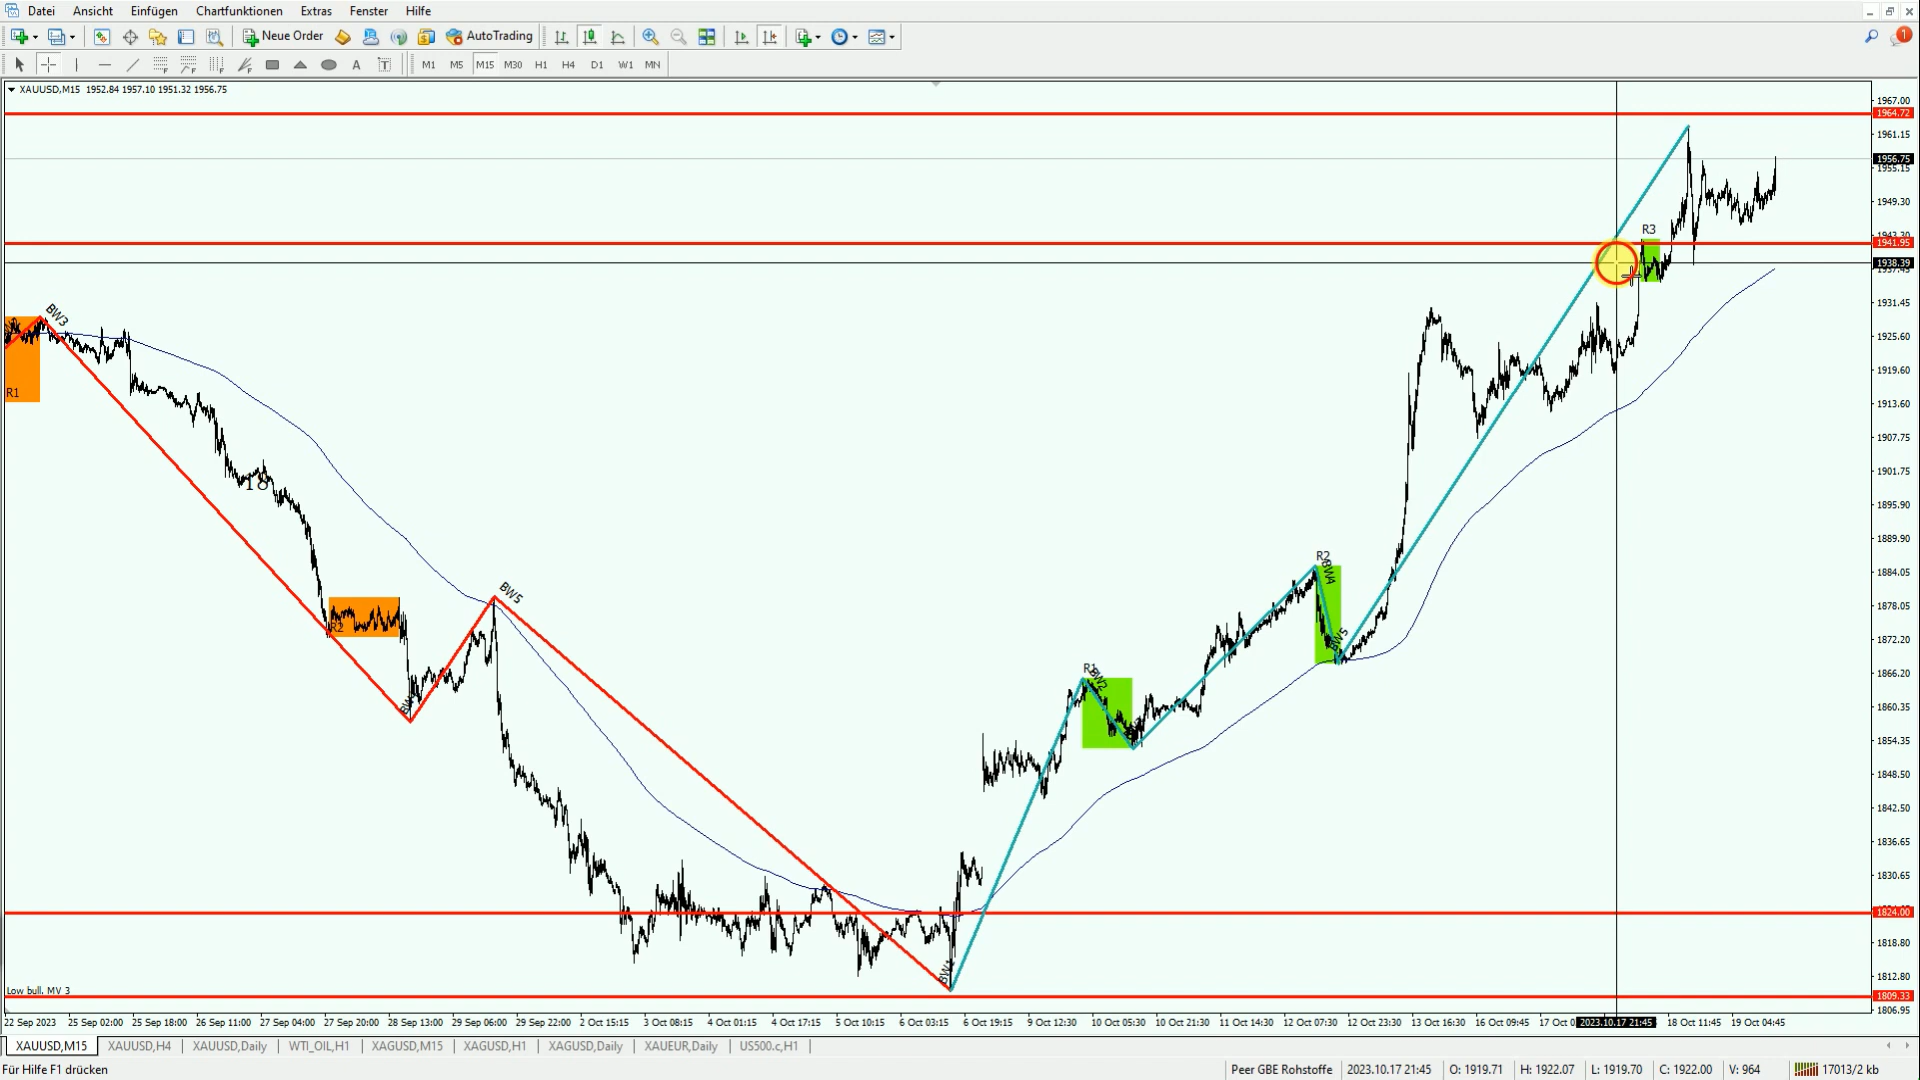 Datei Ansicht Einfügen Chartfunktionen Extras Fenster Hilfe
Neue Order AutoTrading 1
A T M1 M5 M15 M30 H1 H4 D1 W1 MN
XAUUSD,M15 1952.84 1957.10 1951.32 1956.75
1967.00
1964.72
1961.15
1956.75
1955.15
1949.30
1941.95
1938.39
1931.45
1925.60
1919.60
1913.60
1907.75
1901.75
1895.90
1889.90
1884.05
1878.05
1872.20
1866.20
1860.35
1854.35
1848.50
1842.50
1836.65
1830.65
1824.00
1818.80
1812.80
1809.33
1806.95
R3
BW3
R1
18
R2
BW5
R1
BW2
R2
BW4
BW5
BW1
Low bull. MV 3
22 Sep 2023 25 Sep 02:00 25 Sep 18:00 26 Sep 11:00 27 Sep 04:00 27 Sep 20:00 28 Sep 13:00 29 Sep 06:00 29 Sep 22:00 2 Oct 15:15 3 Oct 08:15 4 Oct 01:15 4 Oct 17:15 5 Oct 10:15 6 Oct 03:15 6 Oct 19:15 9 Oct 12:30 10 Oct 05:30 10 Oct 21:30 11 Oct 14:30 12 Oct 07:30 12 Oct 23:30 13 Oct 16:30 16 Oct 09:45 17 Oct 2023.10.17 21:45 18 Oct 11:45 19 Oct 04:45
XAUUSD,M15 XAUUSD,H4 XAUUSD,Daily WTI_OIL,H1 XAGUSD,M15 XAGUSD,H1 XAGUSD,Daily XAUEUR,Daily US500.c,H1
Für Hilfe F1 drücken Peer GBE Rohstoffe 2023.10.17 21:45 O: 1919.71 H: 1922.07 L: 1919.70 C: 1922.00 V: 964 17013/2 kb